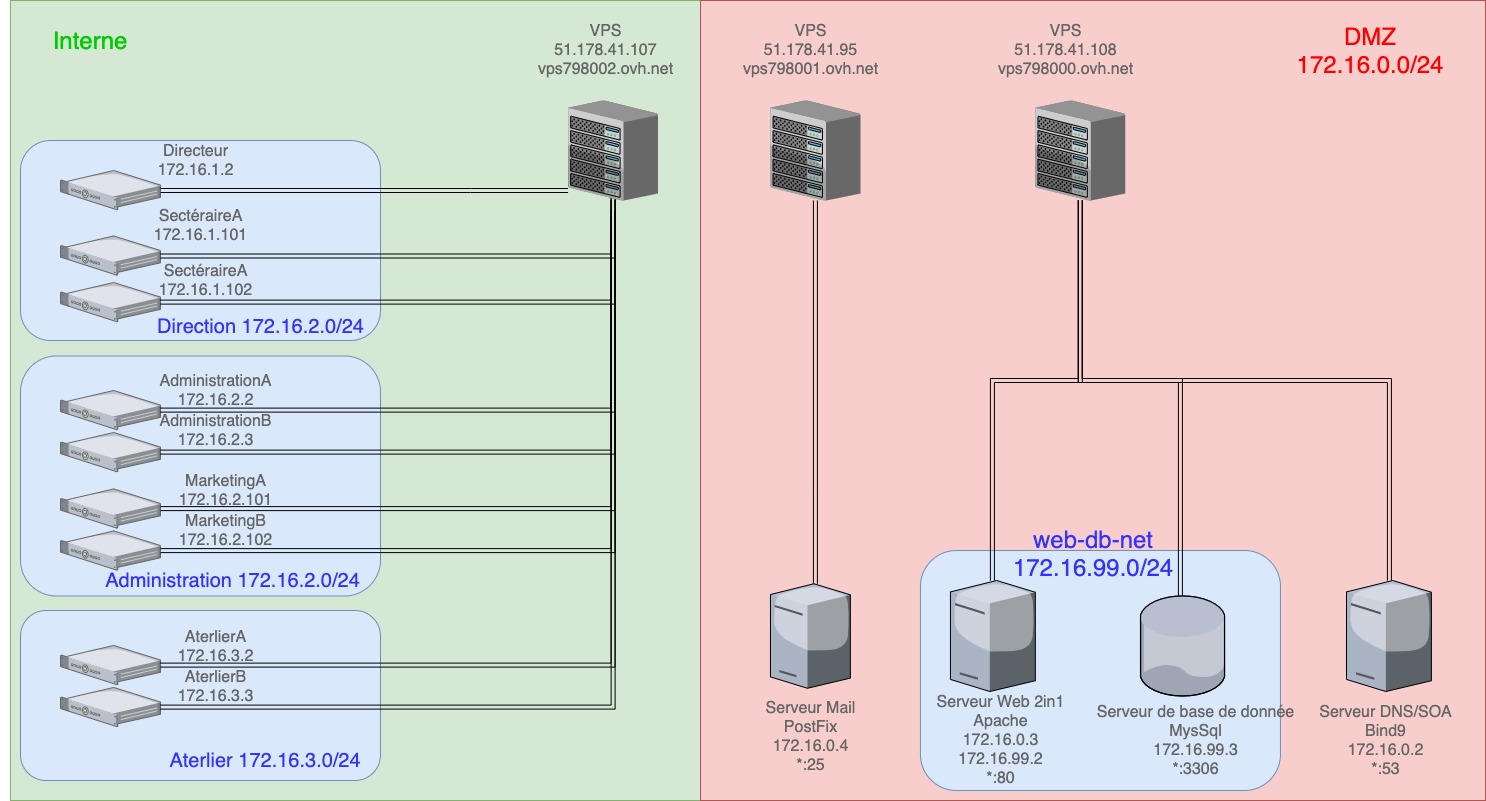 Interne
VPS
51.178.41.107
vps798002.ovh.net
VPS
51.178.41.95
vps798001.ovh.net
VPS
51.178.41.108
vps798000.ovh.net
DMZ
172.16.0.0/24
Directeur
172.16.1.2
SectéraireA
172.16.1.101
SectéraireA
172.16.1.102
Direction 172.16.2.0/24
AdministrationA
172.16.2.2
AdministrationB
172.16.2.3
MarketingA
172.16.2.101
MarketingB
172.16.2.102
Administration 172.16.2.0/24
AterlierA
172.16.3.2
AterlierB
172.16.3.3
Aterlier 172.16.3.0/24
web-db-net
172.16.99.0/24
Serveur Mail
PostFix
172.16.0.4
*:25
Serveur Web 2in1
Apache
172.16.0.3
172.16.99.2
*:80
Serveur de base de donnée
MysSql
172.16.99.3
*:3306
Serveur DNS/SOA
Bind9
172.16.0.2
*:53